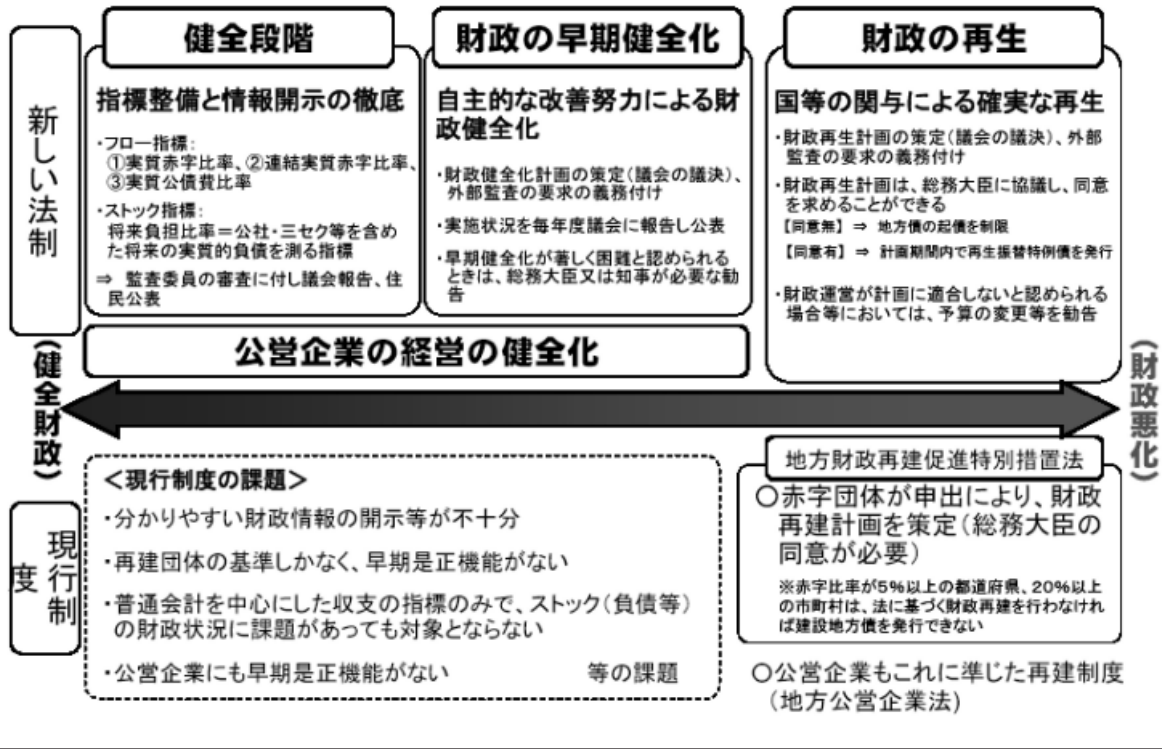 新しい法制
健全段階
指標整備と情報開示の徹底
・フロー指標：
①実質赤字比率、②連結実質赤字比率、
③実質公債費比率
・ストック指標：
将来負担比率＝公社・三セク等を含め
た将来の実質的負債を測る指標
⇒ 監査委員の審査に付し議会報告、住
民公表
財政の早期健全化
自主的な改善努力による財
政健全化
・財政健全化計画の策定（議会の議決）、
外部監査の要求の義務付け
・実施状況を毎年度議会に報告し公表
・早期健全化が著しく困難と認められる
ときは、総務大臣又は知事が必要な勧
告
財政の再生
国等の関与による確実な再生
・財政再生計画の策定（議会の議決）、外部
監査の要求の義務付け
・財政再生計画は、総務大臣に協議し、同意
を求めることができる
【同意無】 ⇒ 地方債の起債を制限
【同意有】 ⇒ 計画期間内で再生振替特例債を発行
・財政運営が計画に適合しないと認められる
場合等においては、予算の変更等を勧告
公営企業の経営の健全化
（健全財政）
（財政悪化）
現行制
度
＜現行制度の課題＞
・分かりやすい財政情報の開示等が不十分
・再建団体の基準しかなく、早期是正機能がない
・普通会計を中心にした収支の指標のみで、ストック（負債等）
の財政状況に課題があっても対象とならない
・公営企業にも早期是正機能がない 等の課題
地方財政再建促進特別措置法
○赤字団体が申出により、財政
再建計画を策定（総務大臣の
同意が必要）
※赤字比率が5％以上の都道府県、20％以上
の市町村は、法に基づく財政再建を行わなけれ
ば建設地方債を発行できない
○公営企業もこれに準じた再建制度
（地方公営企業法)